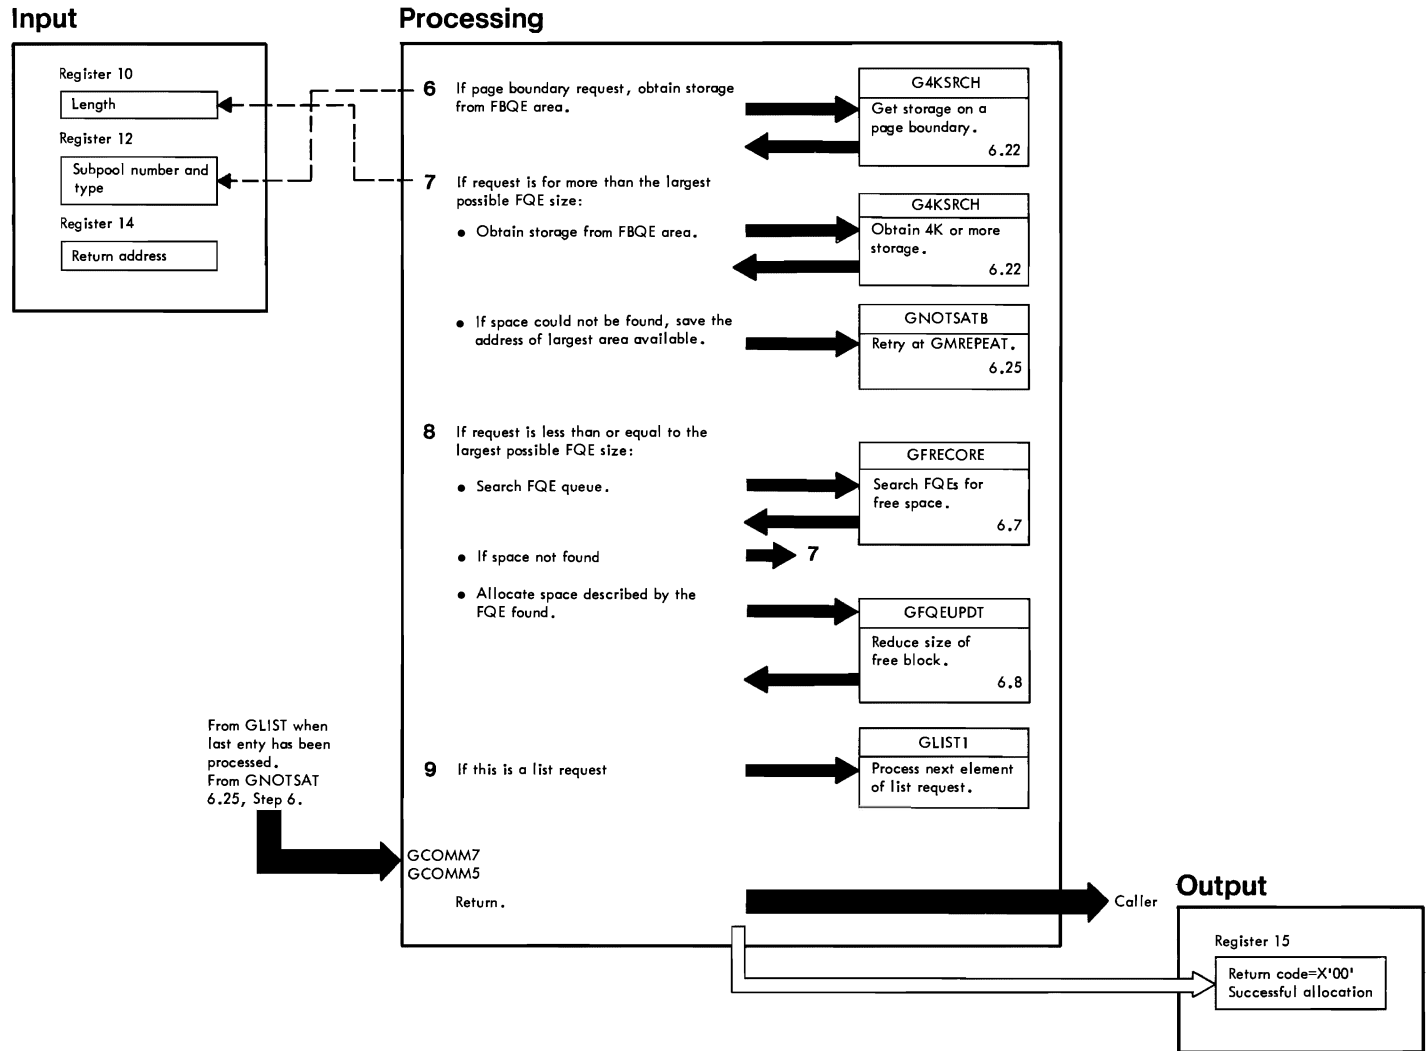 Input
Register 10
Length
Register 12
Subpool number and
type
Register 14
Return address
Processing
6 If page boundary request, obtain storage
from FBQE area.
G4KSRCH
Get storage on a
page boundary.
6.22
7 If request is for more than the largest
possible FQE size:
• Obtain storage from FBQE area.
G4KSRCH
Obtain 4K or more
storage.
6.22
• If space could not be found, save the
address of largest area available.
GNOTSATB
Retry at GMREPEAT.
6.25
8 If request is less than or equal to the
largest possible FQE size:
• Search FQE queue.
GFRECORE
Search FQEs for
free space.
6.7
• If space not found
7
• Allocate space described by the
FQE found.
GFQEUPDT
Reduce size of
free block.
6.8
From GLIST when
last enty has been
processed.
From GNOTSAT
6.25, Step 6.
9 If this is a list request
GLIST1
Process next element
of list request.
GCOMM7
GCOMM5
Return.
Caller
Output
Register 15
Return code=X'00'
Successful allocation